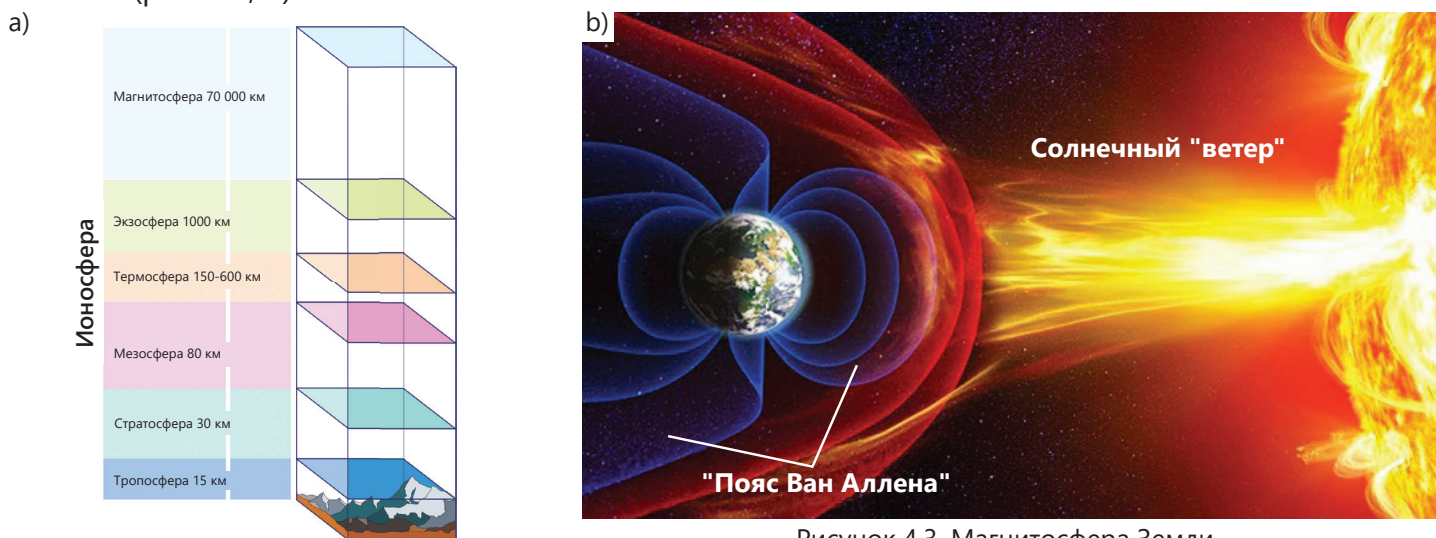 a)
Магнитосфера 70 000 км
Экзосфера 1000 км
Термосфера 150-600 км
Мезосфера 80 км
Стратосфера 30 км
Тропосфера 15 км
Ионосфера
b)
Солнечный "ветер"
"Пояс Ван Аллена"
Рисунок 4.3. Магнитосфера Земли